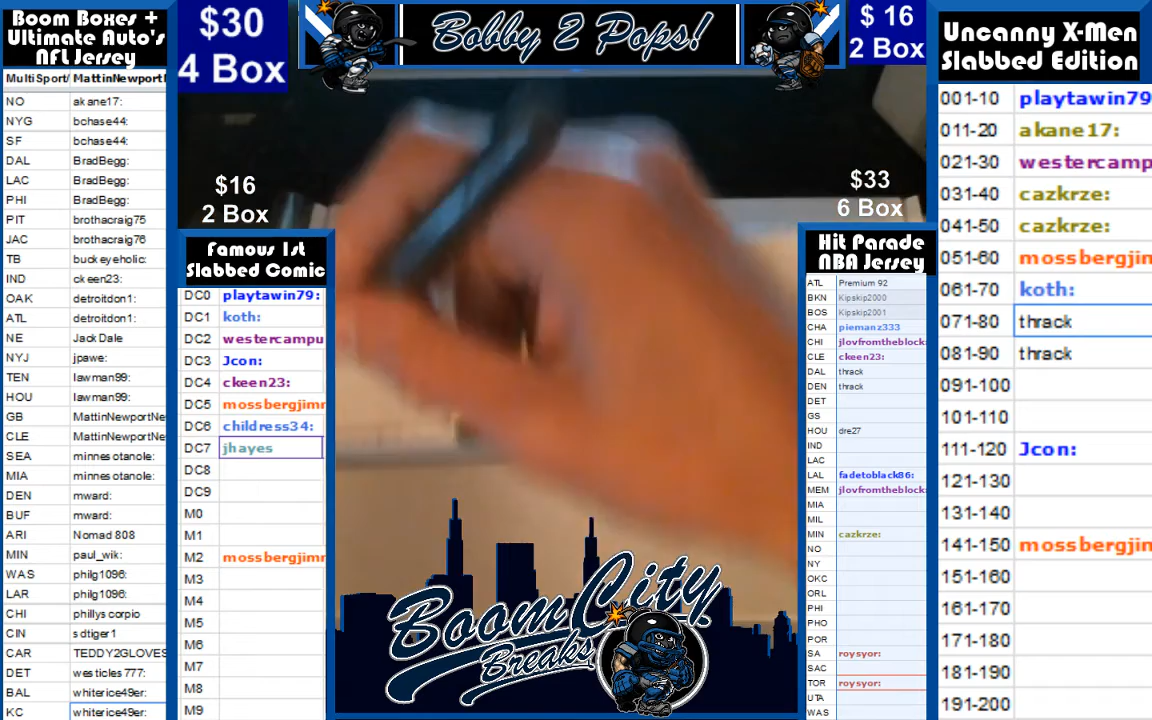 Boom Boxes +
Ultimate Auto's
NFL Jersey
MultiSport/ MattinNewport
NO akane17:
NYG bchase44:
SF bchase44:
DAL BradBegg:
LAC BradBegg:
PHI BradBegg:
PIT brothacraig75
JAC brothacraig76
TB buckeyeholic:
IND ckeen23:
OAK detroitdon1:
ATL detroitdon1:
NE Jack Dale
NYJ jpawe:
TEN lawman99:
HOU lawman99:
GB MattinNewportNe
CLE MattinNewportNe
SEA minnesotanole:
MIA minnesotanole:
DEN mward:
BUF mward:
ARI Nomad 808
MIN paul_wik:
WAS philg1096:
LAR philg1096:
CHI phillyscorpio
CIN sdtiger1
CAR TEDDY2GLOVES
DET westicles777:
BAL whiterice49er:
KC whiterice49er:
$30
4 Box
Bobby 2 Pops!
$ 16
2 Box
$16
2 Box
$33
6 Box
Famous 1st
Slabbed Comic
DC0 playtawin79:
DC1 koth:
DC2 westercampu
DC3 Jcon:
DC4 ckeen23:
DC5 mossbergjimm
DC6 childress34:
DC7 jhayes
DC8
DC9
M0
M1
M2 mossbergjimm
M3
M4
M5
M6
M7
M8
M9
Boom City
Breaks
Hit Parade
NBA Jersey
ATL Premium 92
BKN Kipskip2000
BOS Kipskip2001
CHA piemanz333
CHI jlovfromtheblock:
CLE ckeen23:
DAL thrack
DEN thrack
DET
GS
HOU dre27
IND
LAC
LAL fadetoblack86:
MEM jlovfromtheblock:
MIA
MIL
MIN cazkrze:
NO
NY
OKC
ORL
PHI
PHO
POR
SA roysyor:
SAC
TOR roysyor:
UTA
WAS
Uncanny X-Men
Slabbed Edition
001-10 playtawin79
011-20 akane17:
021-30 westercamp
031-40 cazkrze:
041-50 cazkrze:
051-60 mossbergjim
061-70 koth:
071-80 thrack
081-90 thrack
091-100
101-110
111-120 Jcon:
121-130
131-140
141-150 mossbergjim
151-160
161-170
171-180
181-190
191-200